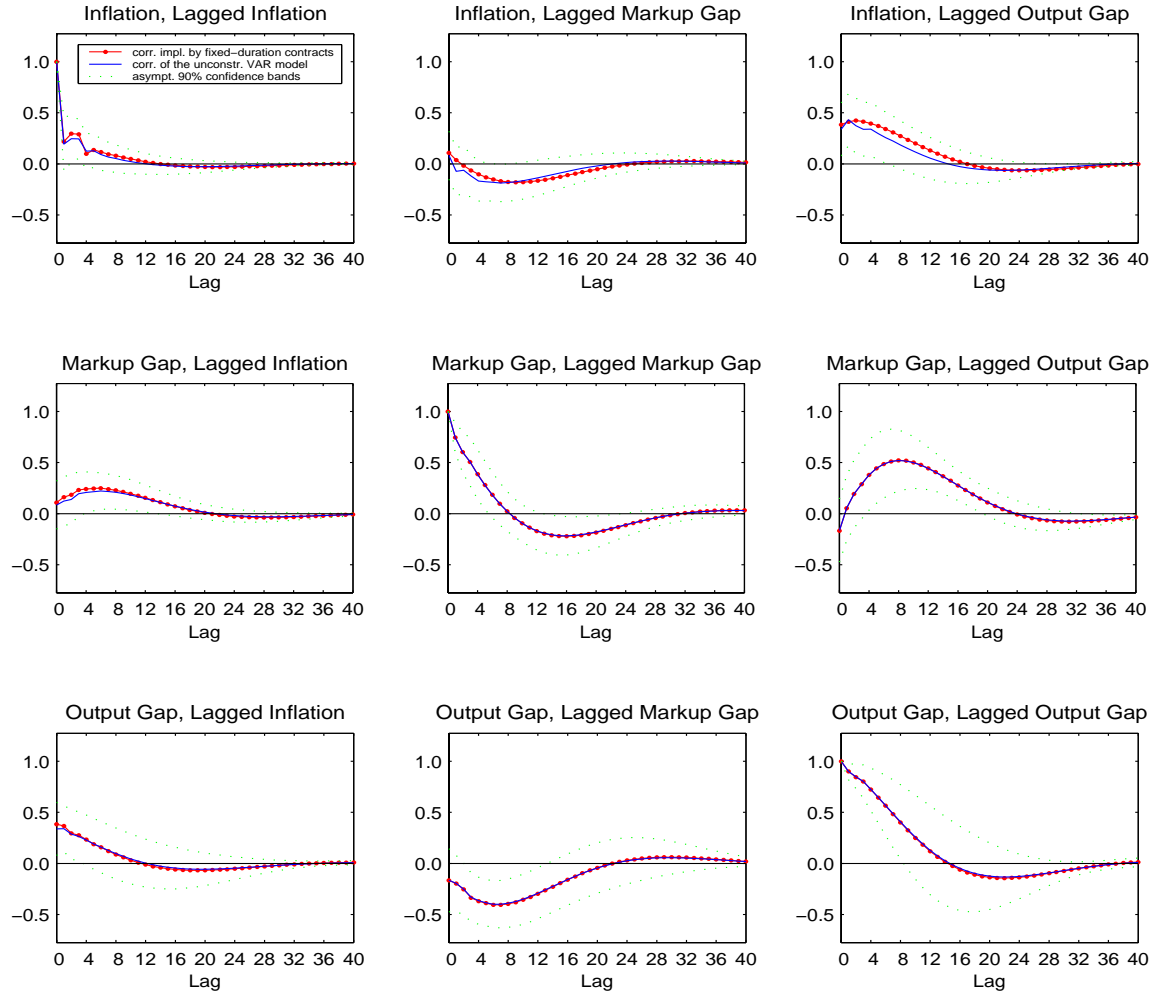 Inflation, Lagged Inflation
1.0
0.5
0.0
−0.5
corr. impl. by fixed−duration contracts
corr. of the unconstr. VAR model
asympt. 90% confidence bands
0 4 8 12 16 20 24 28 32 36 40
Lag
Inflation, Lagged Markup Gap
1.0
0.5
0.0
−0.5
0 4 8 12 16 20 24 28 32 36 40
Lag
Inflation, Lagged Output Gap
1.0
0.5
0.0
−0.5
0 4 8 12 16 20 24 28 32 36 40
Lag
Markup Gap, Lagged Inflation
1.0
0.5
0.0
−0.5
0 4 8 12 16 20 24 28 32 36 40
Lag
Markup Gap, Lagged Markup Gap
1.0
0.5
0.0
−0.5
0 4 8 12 16 20 24 28 32 36 40
Lag
Markup Gap, Lagged Output Gap
1.0
0.5
0.0
−0.5
0 4 8 12 16 20 24 28 32 36 40
Lag
Output Gap, Lagged Inflation
1.0
0.5
0.0
−0.5
0 4 8 12 16 20 24 28 32 36 40
Lag
Output Gap, Lagged Markup Gap
1.0
0.5
0.0
−0.5
0 4 8 12 16 20 24 28 32 36 40
Lag
Output Gap, Lagged Output Gap
1.0
0.5
0.0
−0.5
0 4 8 12 16 20 24 28 32 36 40
Lag